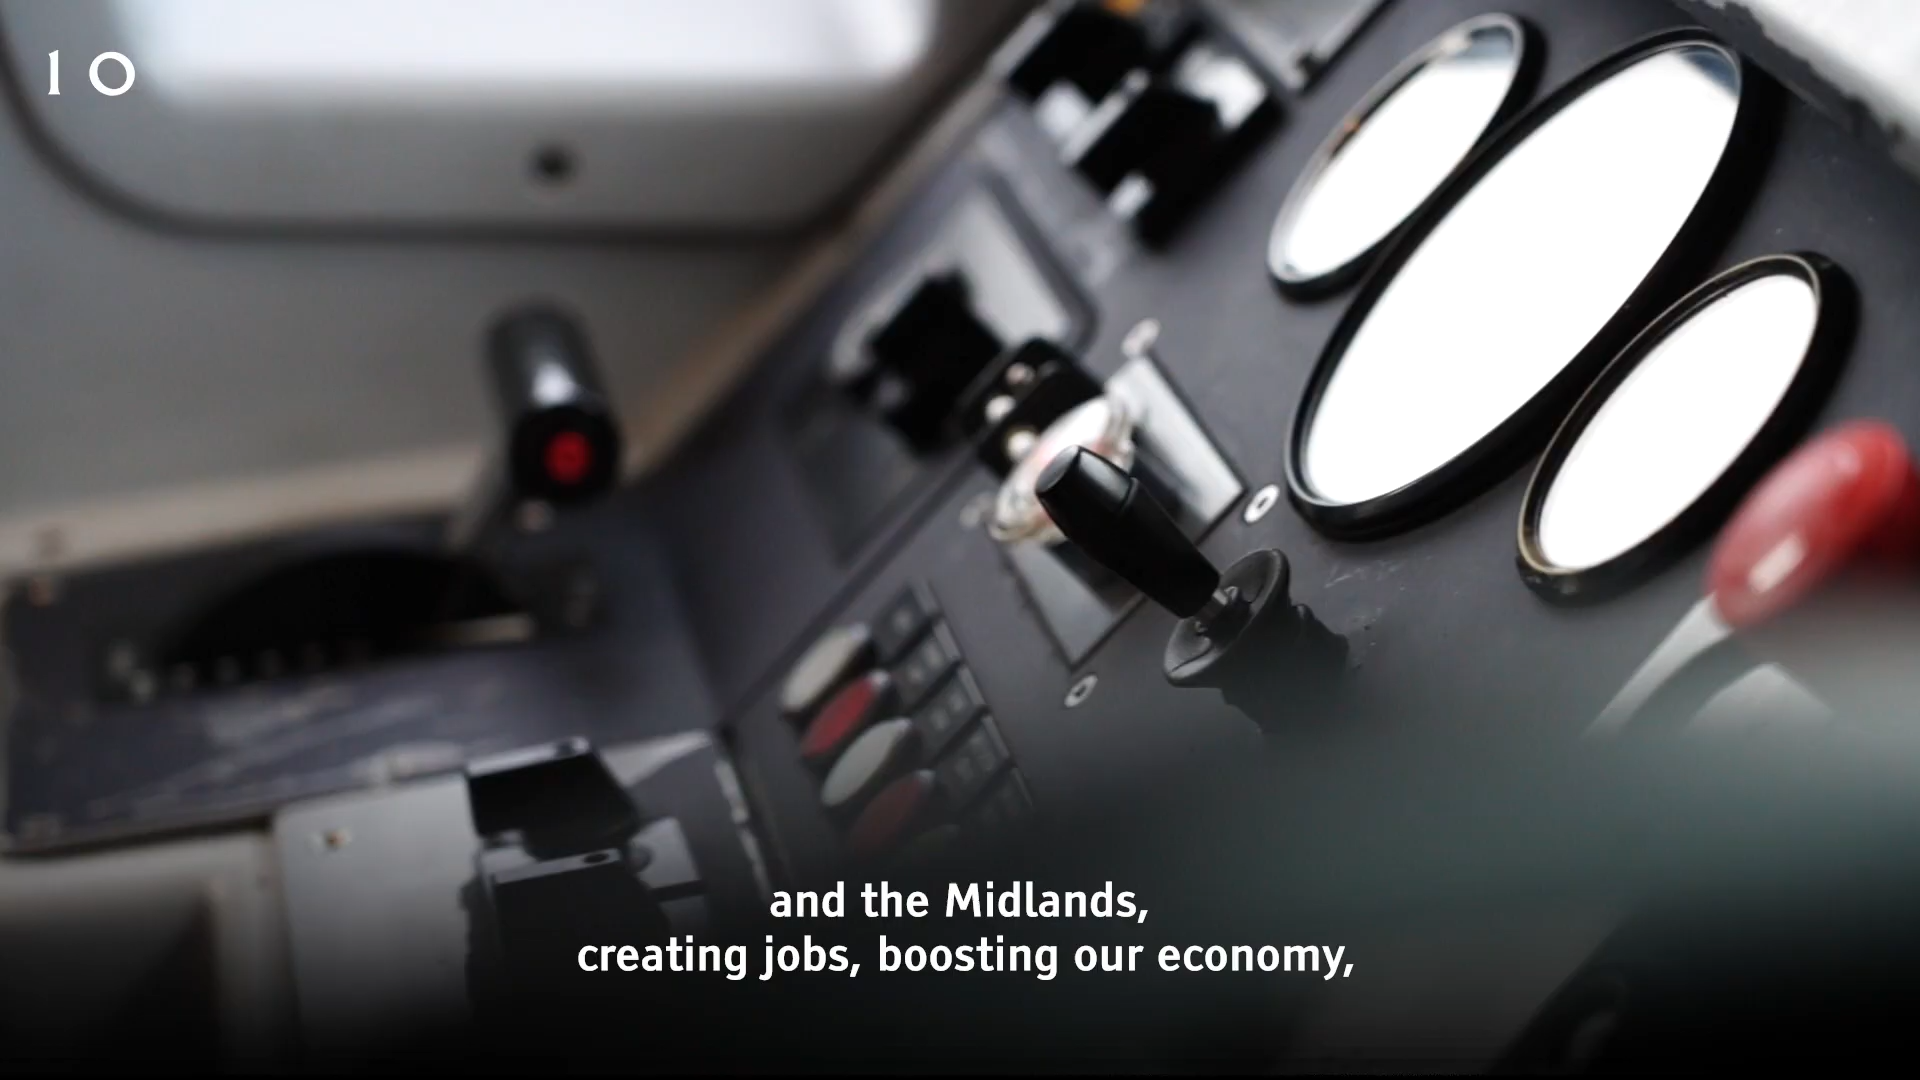 10
and the Midlands,
creating jobs, boosting our economy,